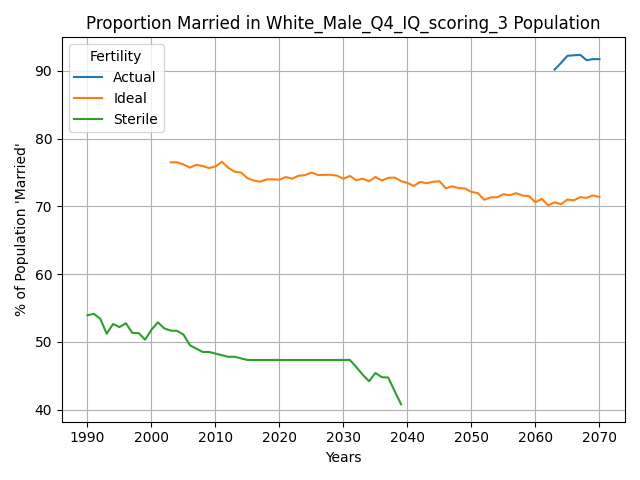 Proportion Married in White_Male_Q4_IQ_scoring_3 Population
% of Population 'Married'
Fertility
Actual
Ideal
Sterile
90
80
70
60
50
40
1990 2000 2010 2020 2030 2040 2050 2060 2070
Years